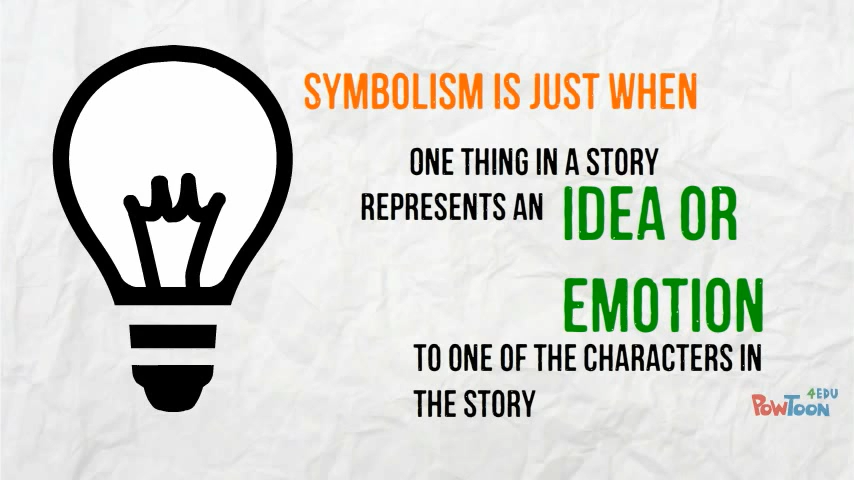 SYMBOLISM IS JUST WHEN
ONE THING IN A STORY
REPRESENTS AN IDEA OR
EMOTION
TO ONE OF THE CHARACTERS IN
THE STORY
4EDU
POWTOON